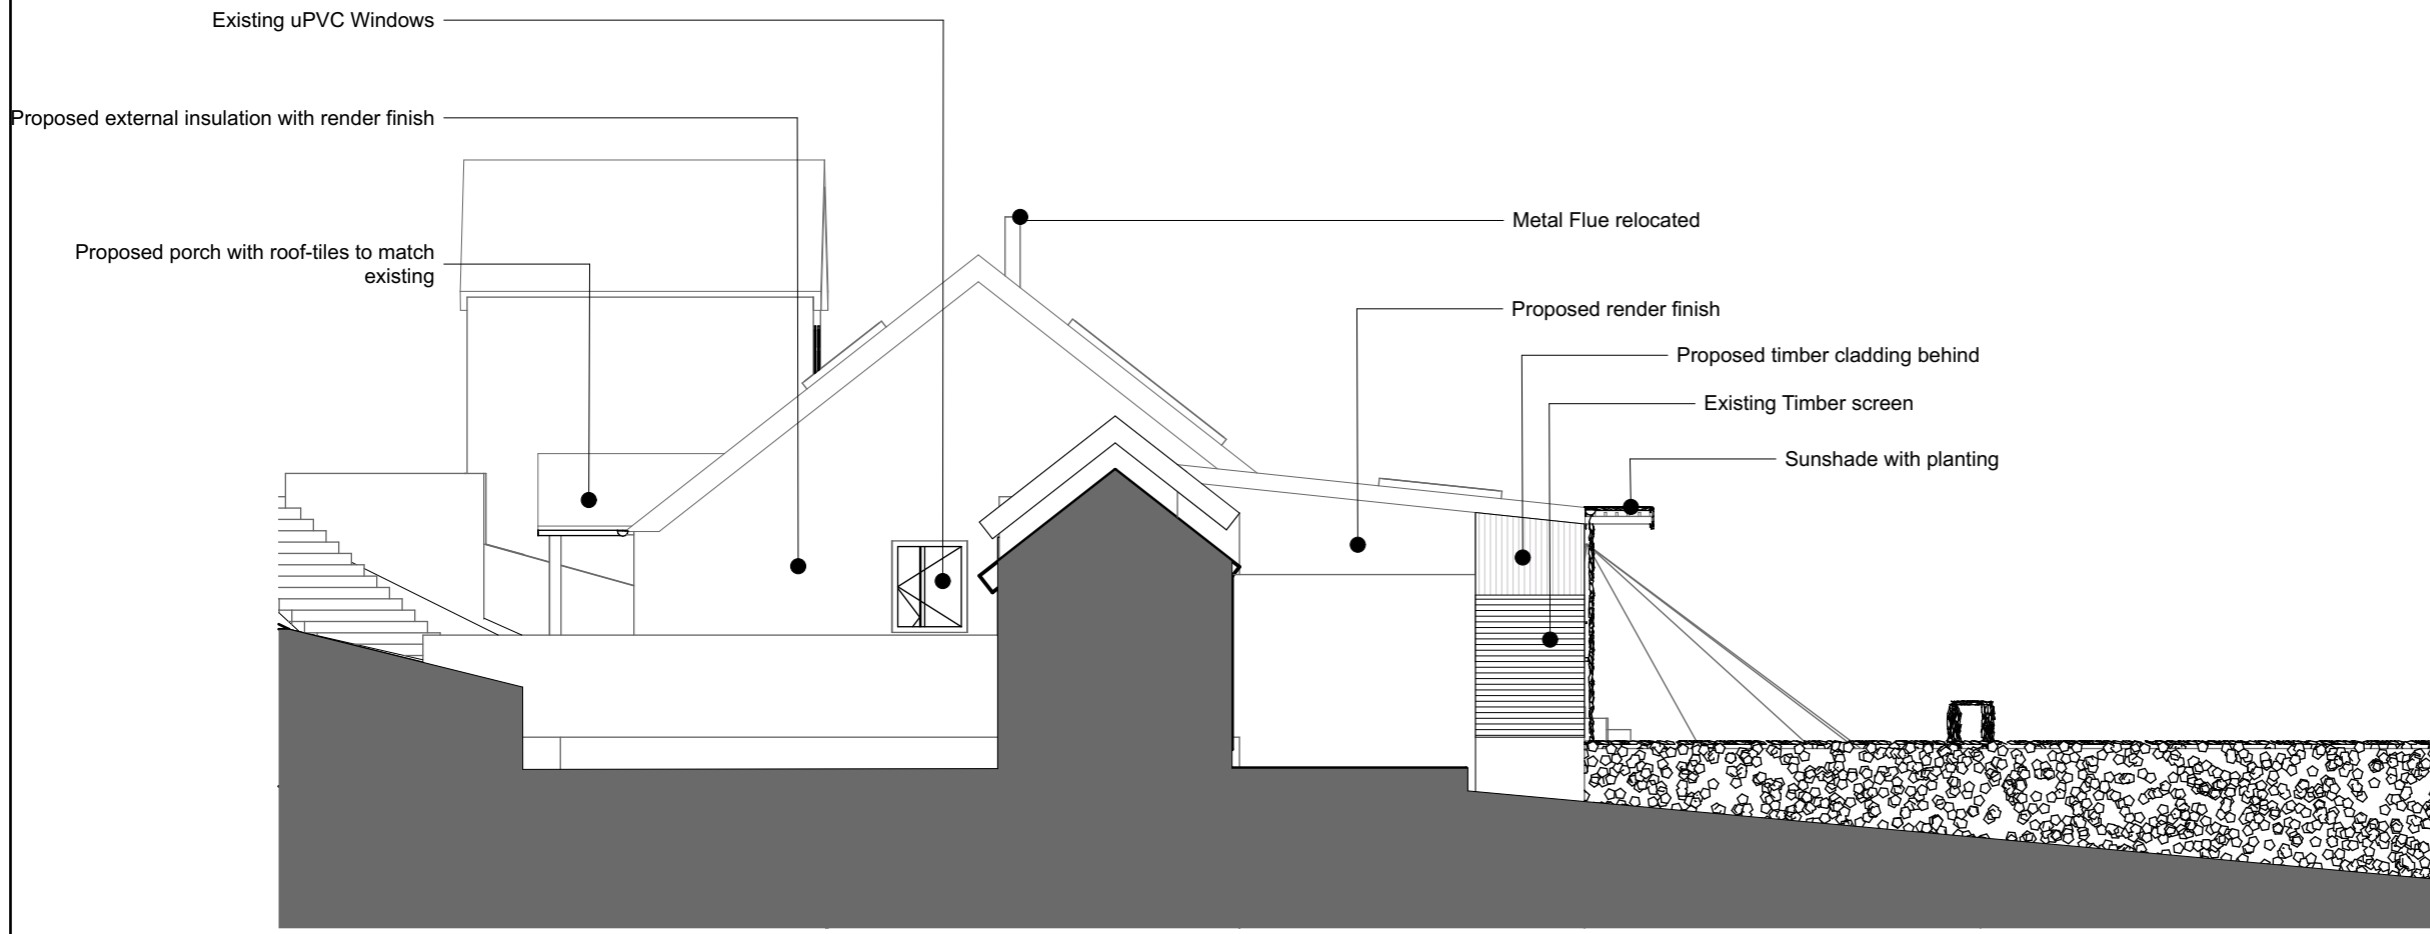 Existing uPVC Windows
Proposed external insulation with render finish
Proposed porch with roof-tiles to match
existing
Metal Flue relocated
Proposed render finish
Proposed timber cladding behind
Existing Timber screen
Sunshade with planting